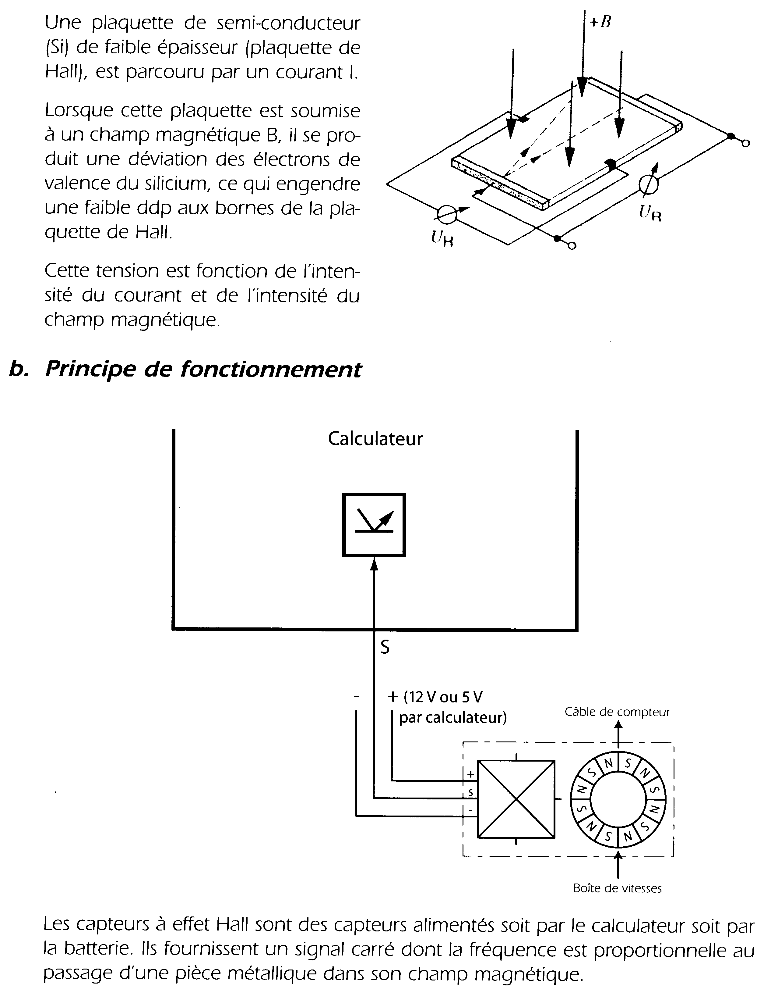 Une plaquette de semi-conducteur
(Si) de faible épaisseur (plaquette de
Hall), est parcouru par un courant I.
Lorsque cette plaquette est soumise
à un champ magnétique B, il se pro-
duit une déviation des électrons de
valence du silicium, ce qui engendre
une faible ddp aux bornes de la pla-
quette de Hall.
Cette tension est fonction de l'inten-
sité du courant et de l'intensité du
champ magnétique.
+B
UR
UH
b. Principe de fonctionnement
Calculateur
S
- + (12 V ou 5 V
par calculateur)
Câble de compteur
+
s
-
N S N S N S N S N S N S
Boîte de vitesses
Les capteurs à effet Hall sont des capteurs alimentés soit par le calculateur soit par
la batterie. Ils fournissent un signal carré dont la fréquence est proportionnelle au
passage d'une pièce métallique dans son champ magnétique.